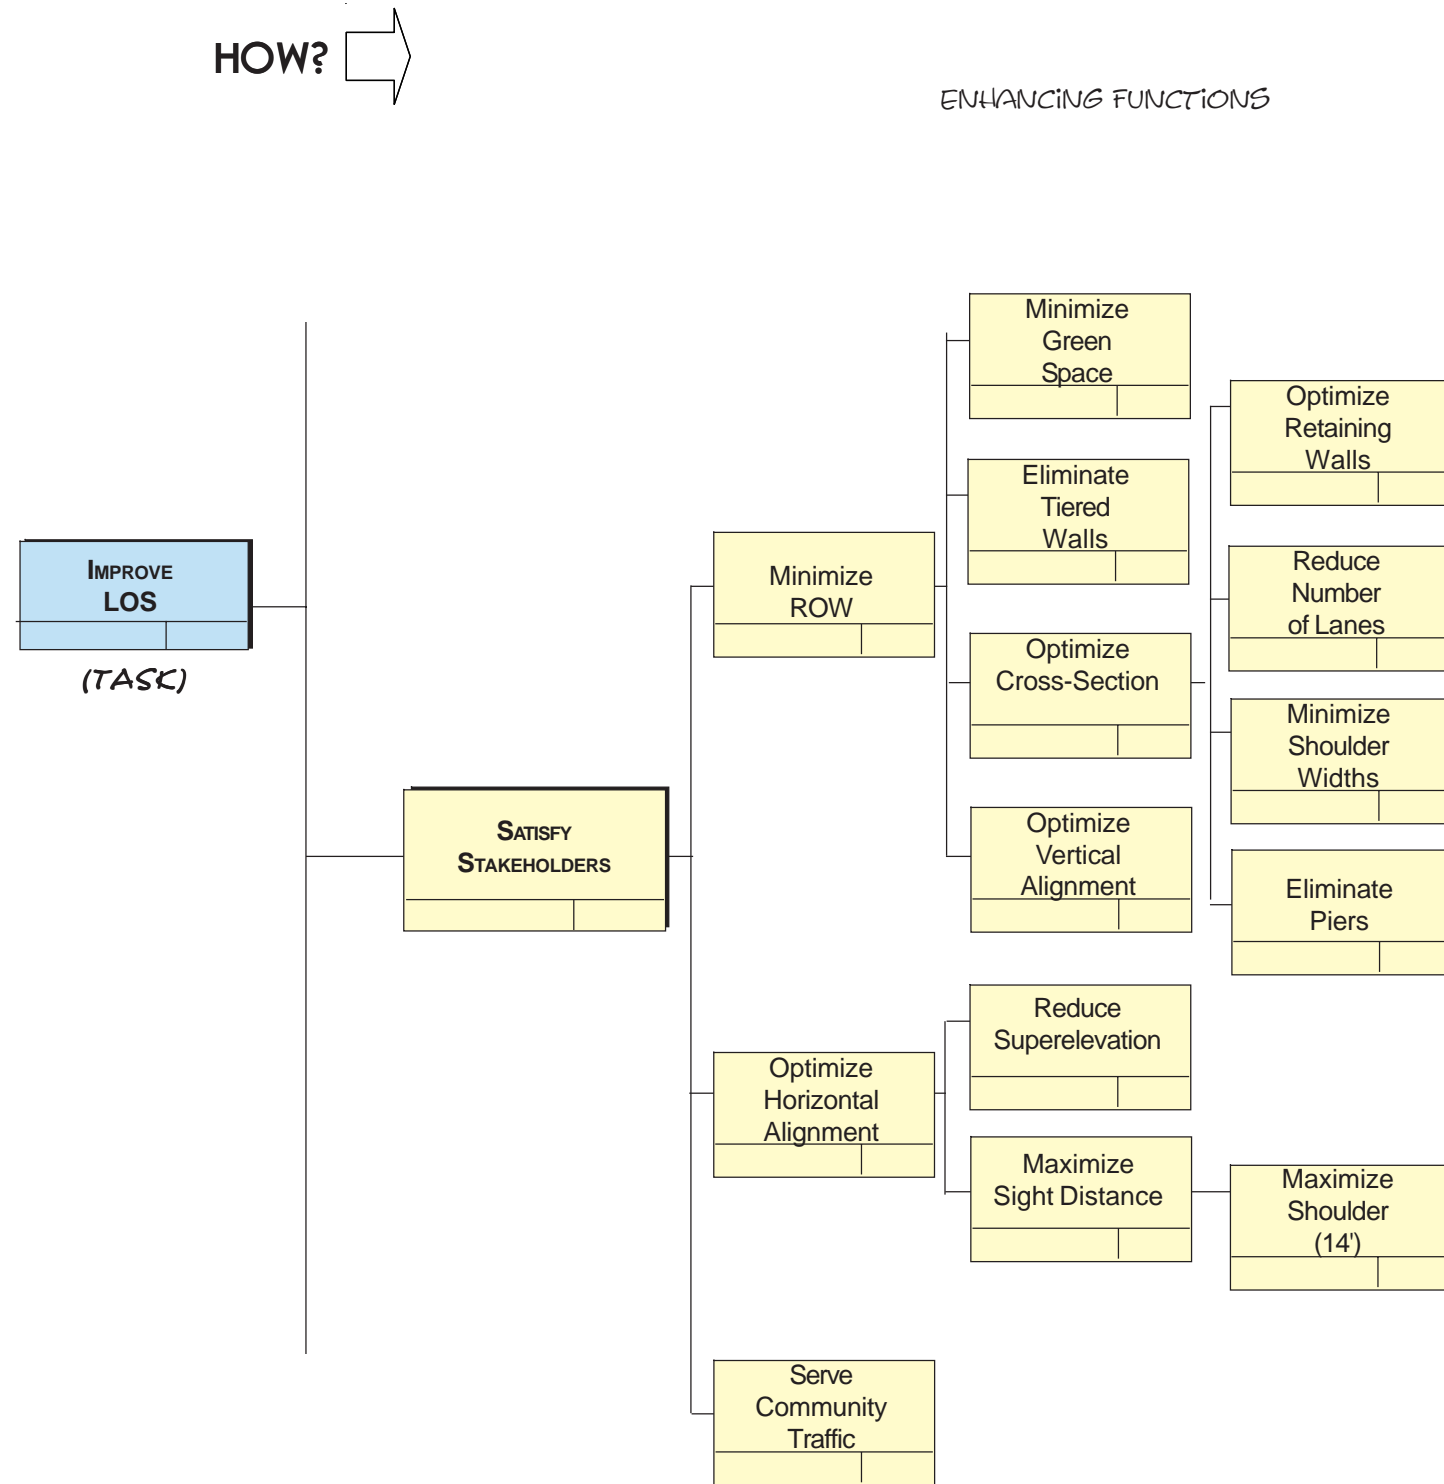 HOW?
ENHANCiNG FUNCTiONS
Minimize
Green
Space
Optimize
Retaining
Walls
Eliminate
Tiered
Walls
IMPROVE
LOS
(TASK)
Minimize
ROW
Reduce
Number
of Lanes
Optimize
Cross-Section
Minimize
Shoulder
Widths
SATISFY
STAKEHOLDERS
Optimize
Vertical
Alignment
Eliminate
Piers
Reduce
Superelevation
Optimize
Horizontal
Alignment
Maximize
Sight Distance
Maximize
Shoulder
(14')
Serve
Community
Traffic